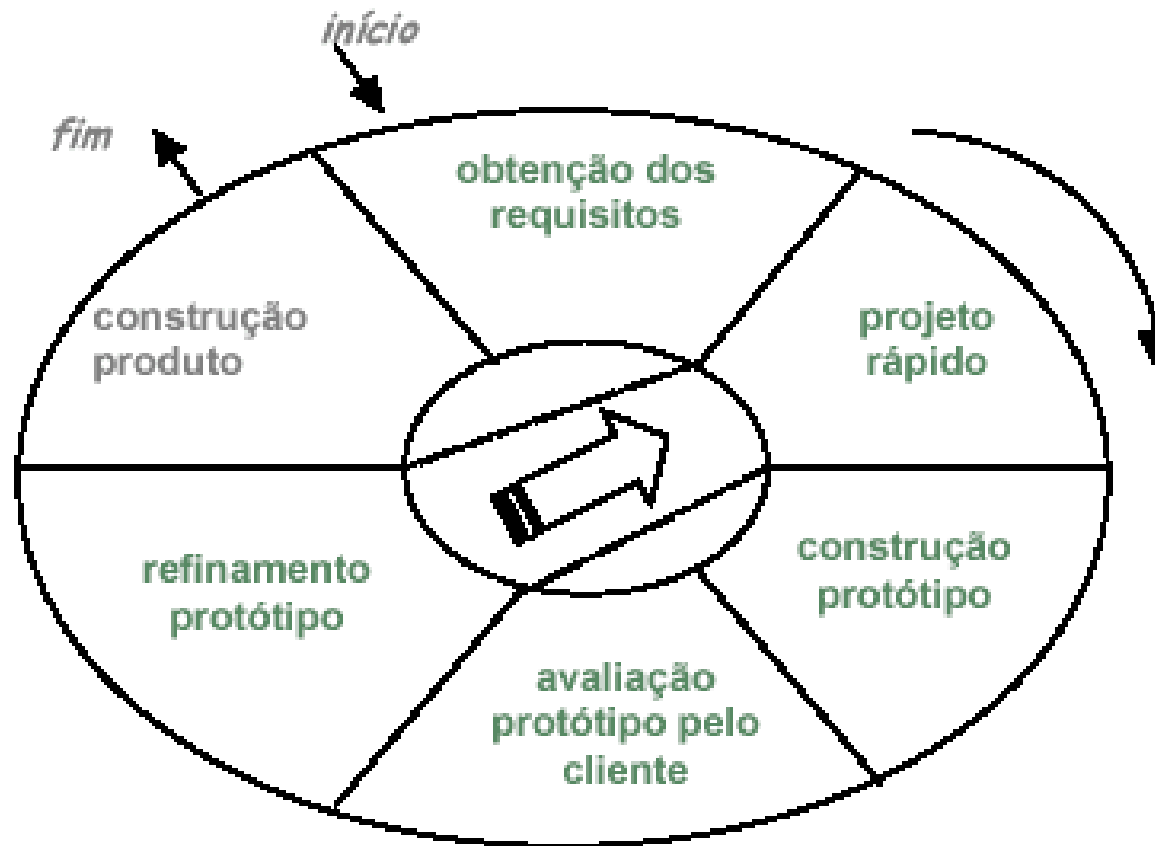 início
fim
obtenção dos
requisitos
projeto
rápido
construção
protótipo
avaliação
protótipo pelo
cliente
refinamento
protótipo
construção
produto